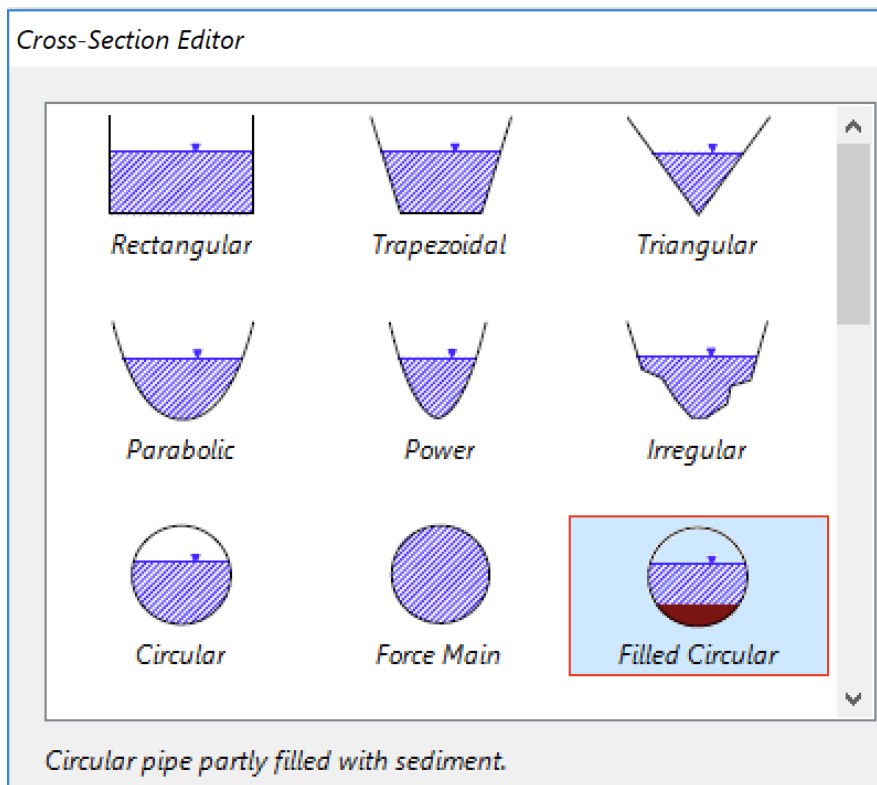 Cross-Section Editor
Rectangular Trapezoidal Triangular
Parabolic Power Irregular
Circular Force Main Filled Circular
Circular pipe partly filled with sediment.